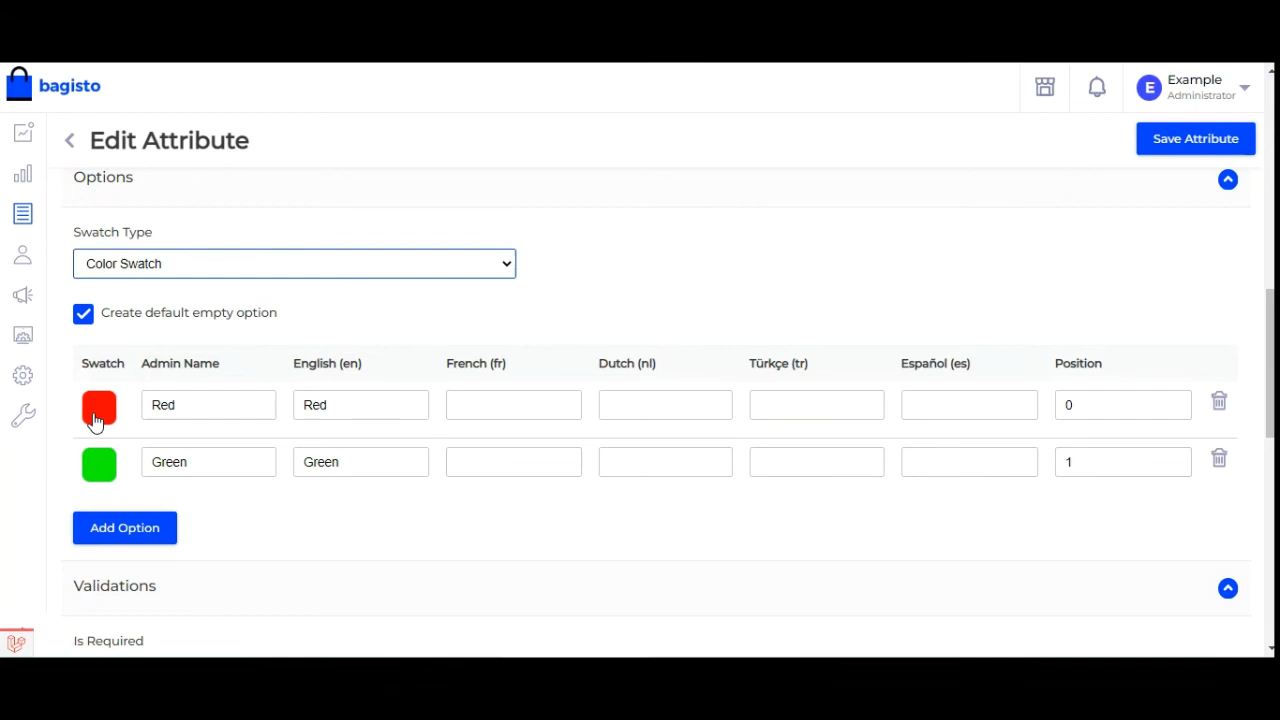 bagisto
E
Example
Administrator
Edit Attribute
Save Attribute
Options
Swatch Type
Color Swatch
Create default empty option
Swatch Admin Name English (en) French (fr) Dutch (nl) Türkçe (tr) Español (es) Position
Red Red 0
Green Green 1
Add Option
Validations
Is Required